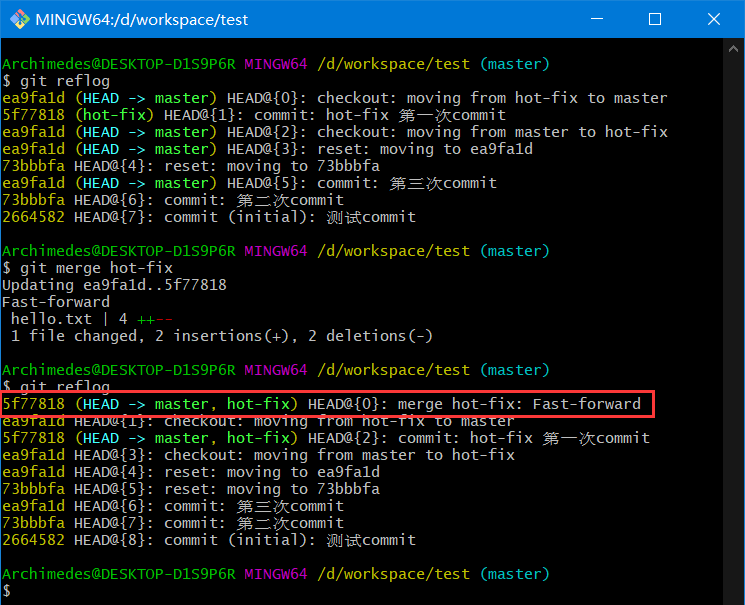 MINGW64:/d/workspace/test
Archimedes@DESKTOP-D1S9P6R MINGW64 /d/workspace/test (master)
$ git reflog
ea9fa1d (HEAD -> master) HEAD@{0}: checkout: moving from hot-fix to master
5f77818 (hot-fix) HEAD@{1}: commit: hot-fix 第一次commit
ea9fa1d (HEAD -> master) HEAD@{2}: checkout: moving from master to hot-fix
ea9fa1d (HEAD -> master) HEAD@{3}: reset: moving to ea9fa1d
73bbbfa HEAD@{4}: reset: moving to 73bbbfa
ea9fa1d (HEAD -> master) HEAD@{5}: commit: 第三次commit
73bbbfa HEAD@{6}: commit: 第二次commit
2664582 HEAD@{7}: commit (initial): 测试commit
Archimedes@DESKTOP-D1S9P6R MINGW64 /d/workspace/test (master)
$ git merge hot-fix
Updating ea9fa1d..5f77818
Fast-forward
 hello.txt | 4 ++--
 1 file changed, 2 insertions(+), 2 deletions(-)
Archimedes@DESKTOP-D1S9P6R MINGW64 /d/workspace/test (master)
$ git reflog
5f77818 (HEAD -> master, hot-fix) HEAD@{0}: merge hot-fix: Fast-forward
ea9fa1d HEAD@{1}: checkout: moving from hot-fix to master
5f77818 (HEAD -> master, hot-fix) HEAD@{2}: commit: hot-fix 第一次commit
ea9fa1d HEAD@{3}: checkout: moving from master to hot-fix
ea9fa1d HEAD@{4}: reset: moving to ea9fa1d
73bbbfa HEAD@{5}: reset: moving to 73bbbfa
ea9fa1d HEAD@{6}: commit: 第三次commit
73bbbfa HEAD@{7}: commit: 第二次commit
2664582 HEAD@{8}: commit (initial): 测试commit
Archimedes@DESKTOP-D1S9P6R MINGW64 /d/workspace/test (master)
$